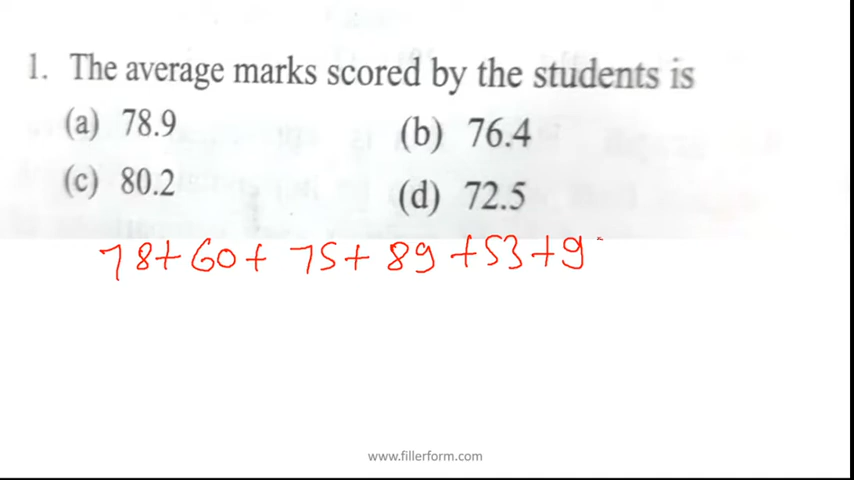 1. The average marks scored by the students is
(a) 78.9 (b) 76.4
(c) 80.2 (d) 72.5
78+60+ 75+ 89 +53+9
www.fillerform.com